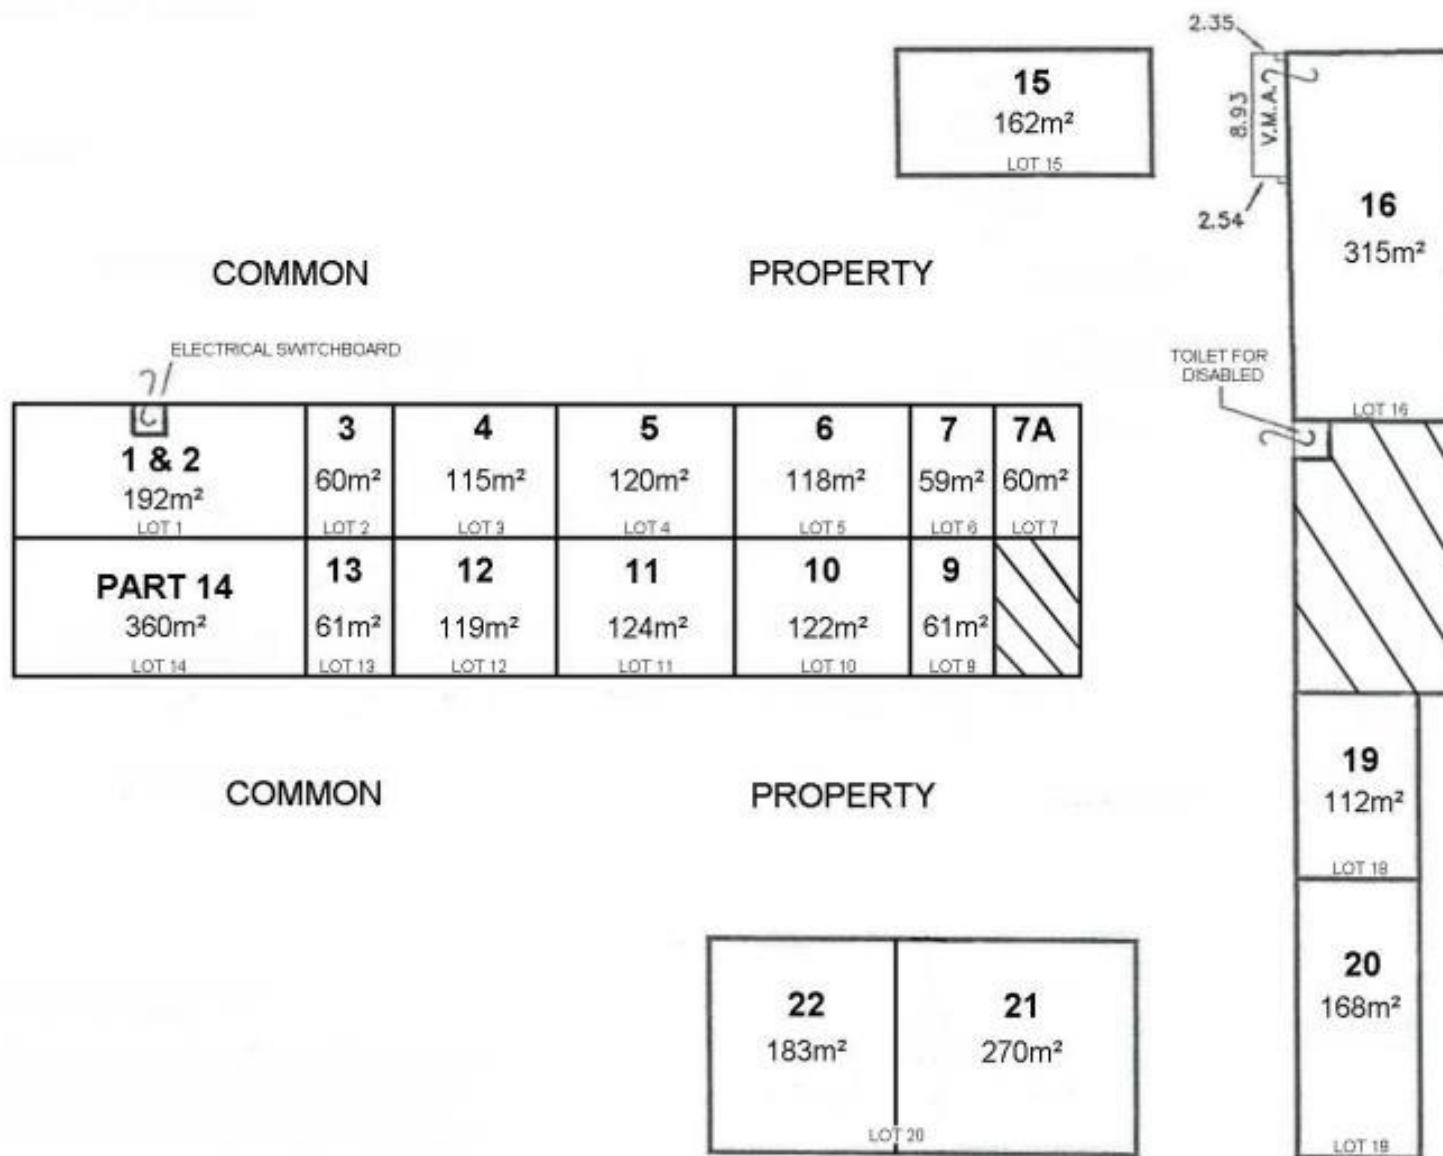 2.35
15
162m²
LOT 15
8.93
V.M.A.
2.54
16
315m²
LOT 16
COMMON PROPERTY
ELECTRICAL SWITCHBOARD
TOILET FOR
DISABLED
1 & 2
192m²
LOT 1
3
60m²
LOT 2
4
115m²
LOT 3
5
120m²
LOT 4
6
118m²
LOT 5
7
59m²
LOT 6
7A
60m²
LOT 7
PART 14
360m²
LOT 14
13
61m²
LOT 13
12
119m²
LOT 12
11
124m²
LOT 11
10
122m²
LOT 10
9
61m²
LOT 9
COMMON PROPERTY
19
112m²
LOT 18
20
168m²
LOT 19
22
183m²
21
270m²
LOT 20